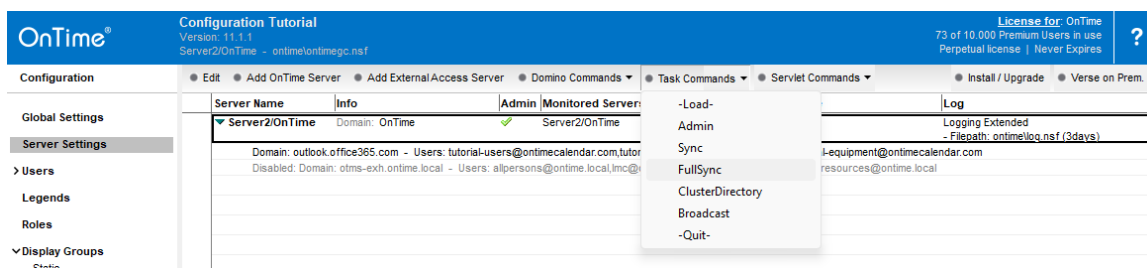 OnTime®
Configuration Tutorial
Version: 11.1.1
Server2/OnTime - ontime\ontimegc.nsf
License for: OnTime
73 of 10.000 Premium Users in use
Perpetual license | Never Expires
?
Configuration
Edit Add OnTime Server Add External Access Server Domino Commands Task Commands Servlet Commands Install / Upgrade Verse on Prem.
Global Settings
Server Settings
Users
Legends
Roles
Display Groups
Static
Server Name Info Admin Monitored Servers Log
Server2/OnTime Domain: OnTime Server2/OnTime Logging Extended
- Filepath: ontime\log.nsf (3days)
Domain: outlook.office365.com - Users: tutorial-users@ontimecalendar.com,tutor l-equipment@ontimecalendar.com
Disabled: Domain: otms-exh.ontime.local - Users: allpersons@ontime.local,lmc@ resources@ontime.local
-Load-
Admin
Sync
FullSync
ClusterDirectory
Broadcast
-Quit-